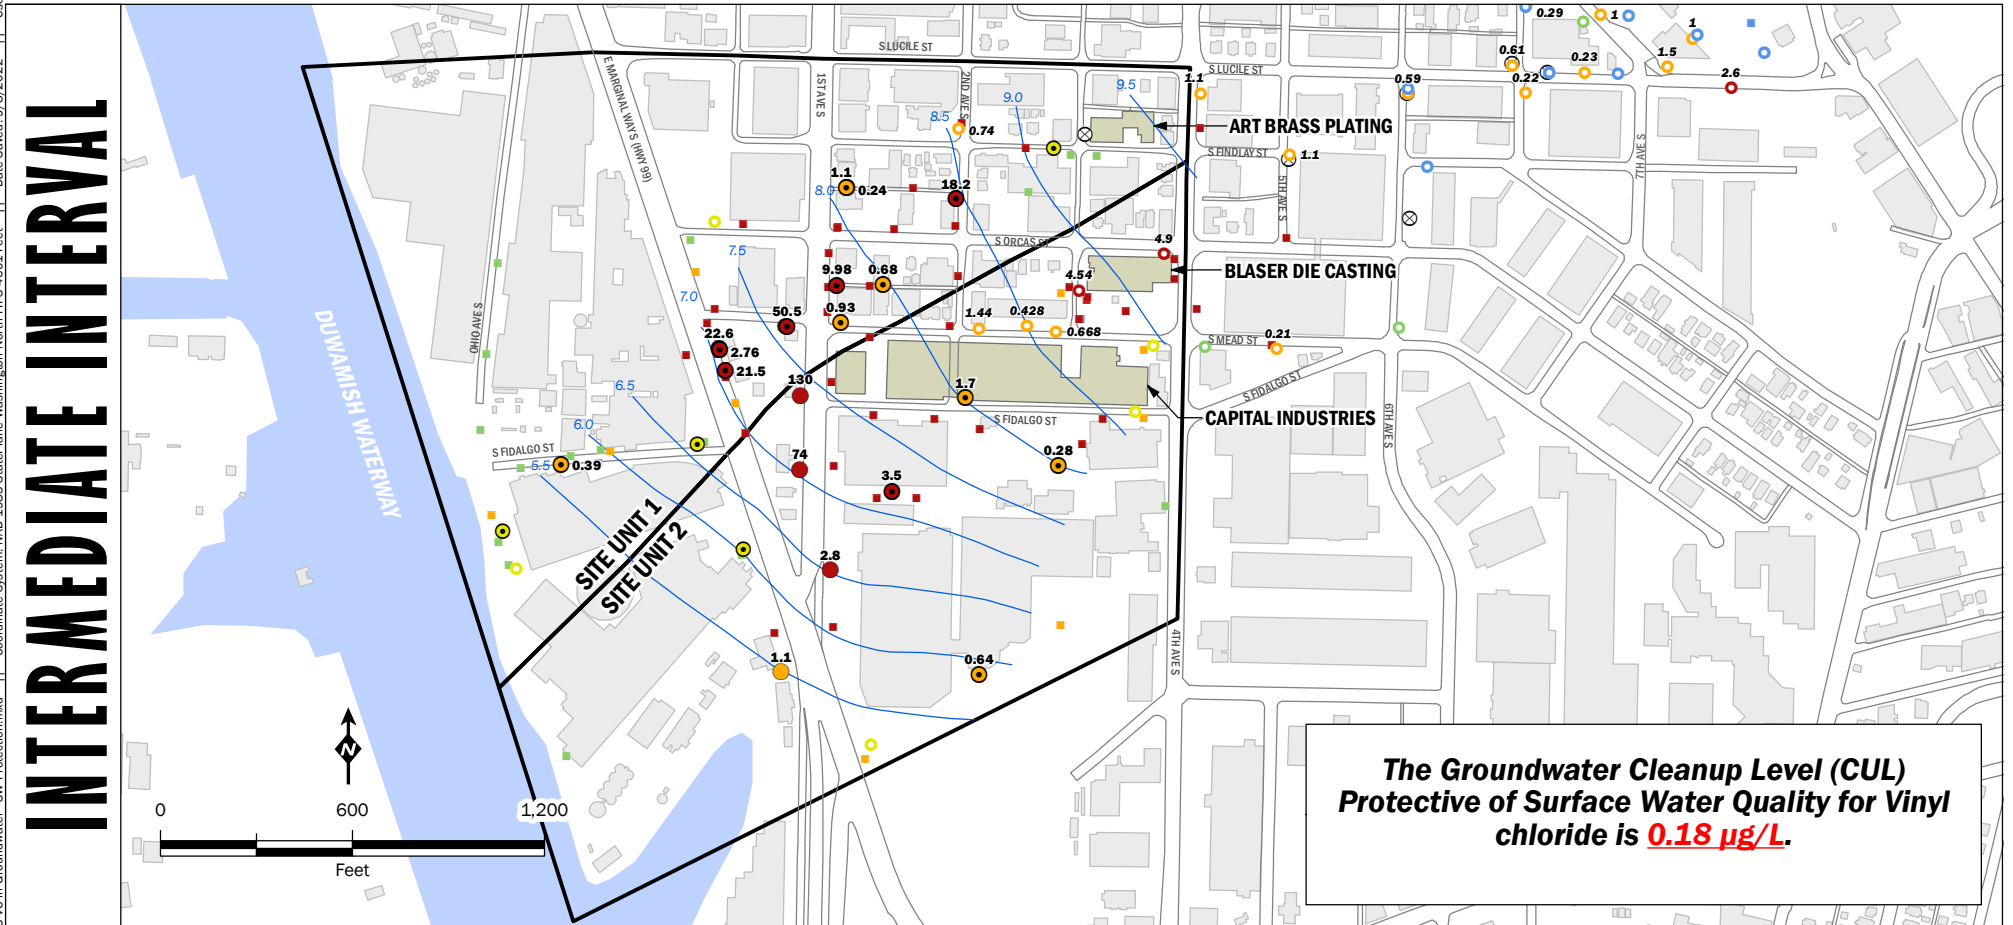 INTERMEDIATE INTERVAL
S LUCILE ST
0.29
1
1
0.61
0.23
1.5
0.22
2.6
0.59
1.1
S LUCILE ST
E MARGINAL WAY S (HWY 99)
1ST AVE S
2ND AVE S
9.0
9.5
8.5
0.74
ART BRASS PLATING
S FINDLAY ST
1.1
5TH AVE S
7TH AVE S
1.1
8.0
0.24
18.2
S ORCAS ST
4.9
7.5
9.98
0.68
4.54
BLASER DIE CASTING
7.0
50.5
0.93
1.44
0.428
0.668
22.6
2.76
21.5
OHIO AVE S
DUWAMISH WATERWAY
S MEAD ST
0.21
130
1.7
6.5
S FIDALGO ST
CAPITAL INDUSTRIES
6.0
S FIDALGO ST
6TH AVE S
S FIDALGO ST
5.5
0.39
74
0.28
3.5
SITE UNIT 1
SITE UNIT 2
2.8
1.1
0.64
4TH AVE S
N
0
600
1,200
Feet
The Groundwater Cleanup Level (CUL)
Protective of Surface Water Quality for Vinyl
chloride is 0.18 µg/L.